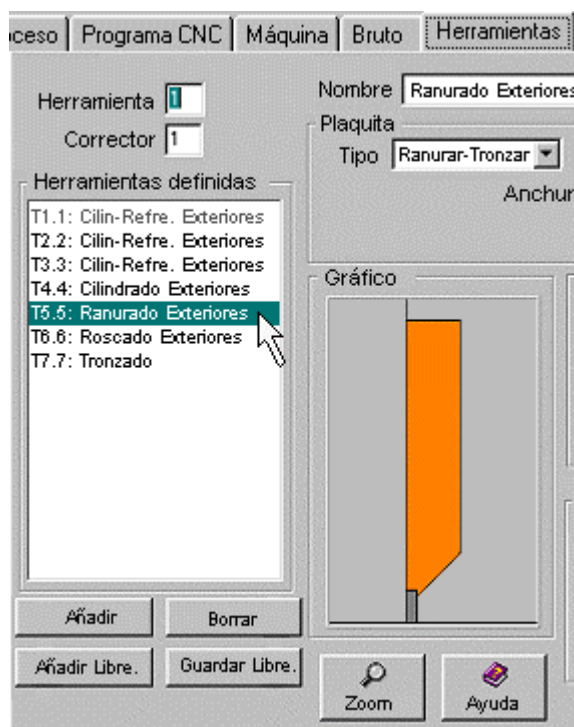 oceso Programa CNC Máquina Bruto Herramientas
Herramienta 1
Corrector 1
Nombre Ranurado Exteriores
Plaquita
Tipo Ranurar-Tronzar
Anchur
Herramientas definidas
T1.1: Cilin-Refre. Exteriores
T2.2: Cilin-Refre. Exteriores
T3.3: Cilin-Refre. Exteriores
T4.4: Cilindrado Exteriores
T5.5: Ranurado Exteriores
T6.6: Roscado Exteriores
T7.7: Tronzado
Gráfico
Añadir Borrar
Añadir Libre. Guardar Libre.
Zoom Ayuda